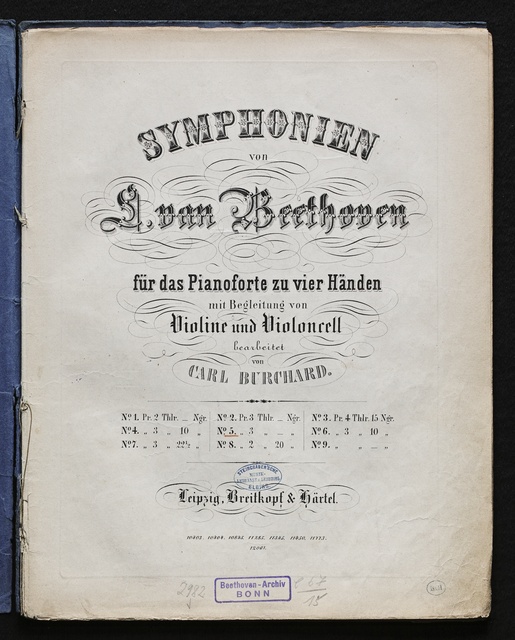 SYMPHONIEN
von
L. van Beethoven
für das Pianoforte zu vier Händen
mit Begleitung von
Violine und Violoncell
bearbeitet
von
CARL BURCHARD.
No 1. Pr. 2 Thlr. _ Ngr. No 2. Pr. 3 Thlr. _ Ngr. No 3. Pr. 4 Thlr. 15 Ngr.
No 4. „ 3 „ 10 „ No 5. „ 3 „ _ „ No 6. „ 3 „ 10 „
No 7. „ 3 „ 22½ „ No 8. „ 2 „ 20 „ No 9. „ „ _ „
Leipzig, Breitkopf & Härtel.
2982
Beethoven-Archiv
BONN
C 67
15